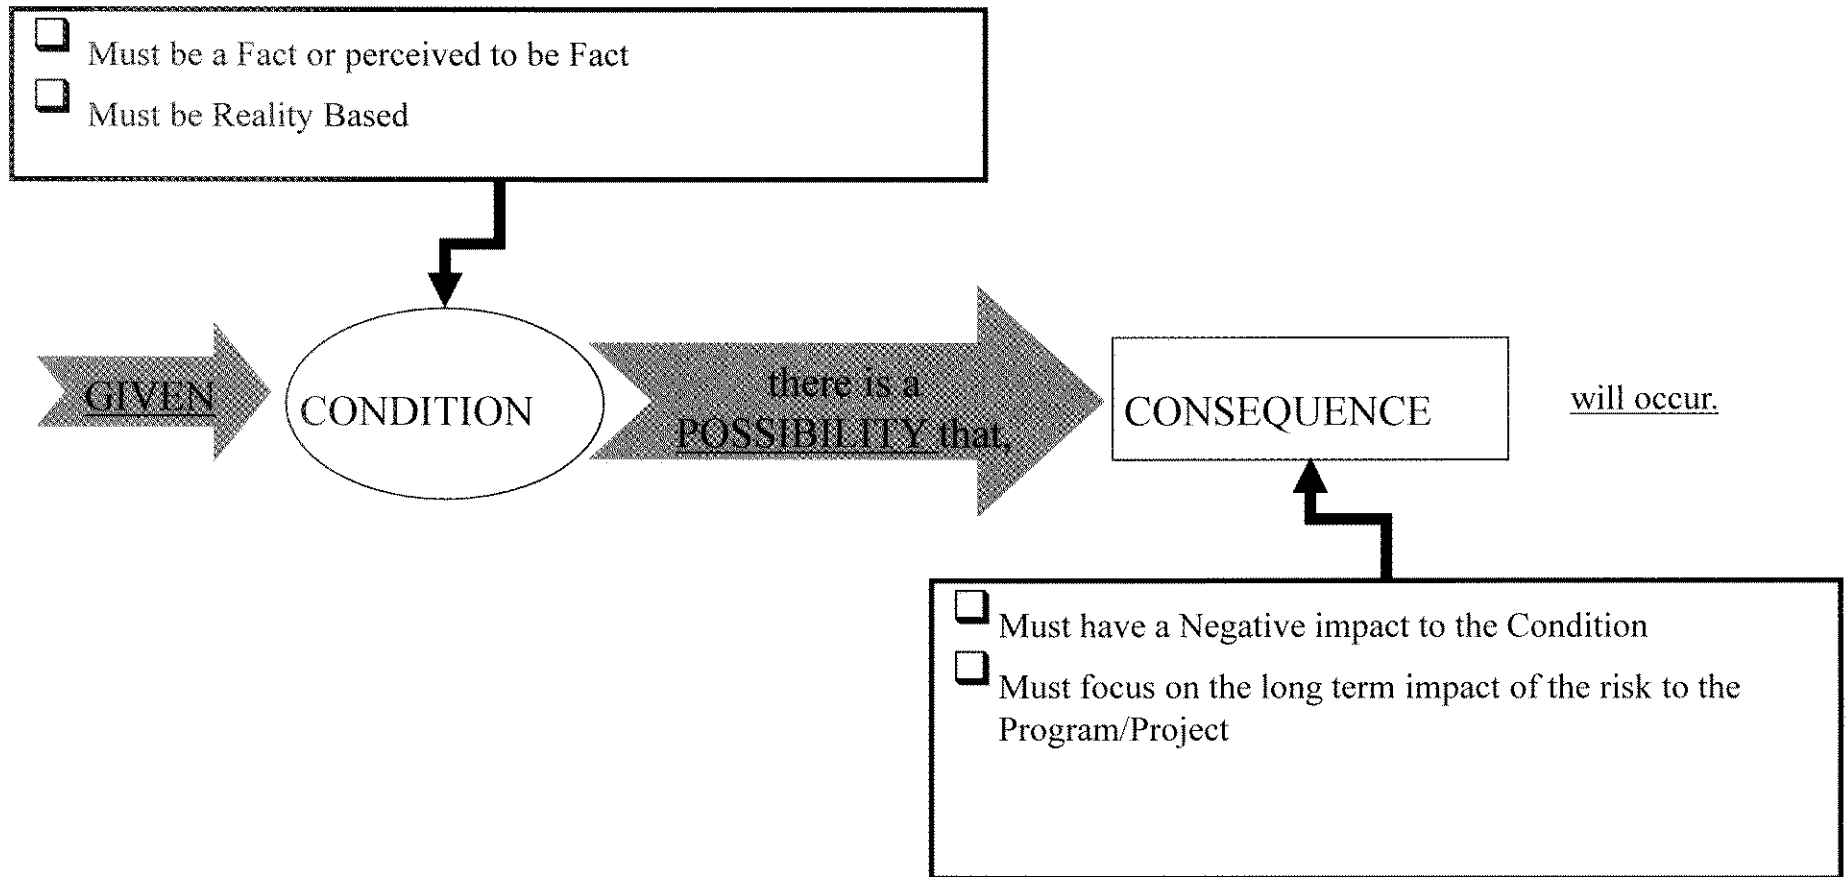 Must be a Fact or perceived to be Fact
Must be Reality Based
GIVEN
CONDITION
there is a
POSSIBILITY that,
CONSEQUENCE
will occur.
Must have a Negative impact to the Condition
Must focus on the long term impact of the risk to the
Program/Project